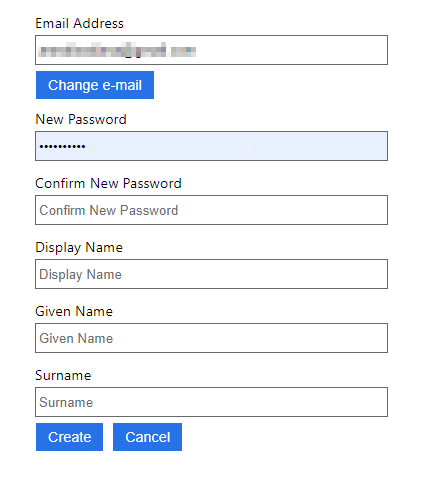 Email Address
Change e-mail
New Password
••••••••••
Confirm New Password
Confirm New Password
Display Name
Display Name
Given Name
Given Name
Surname
Surname
Create Cancel